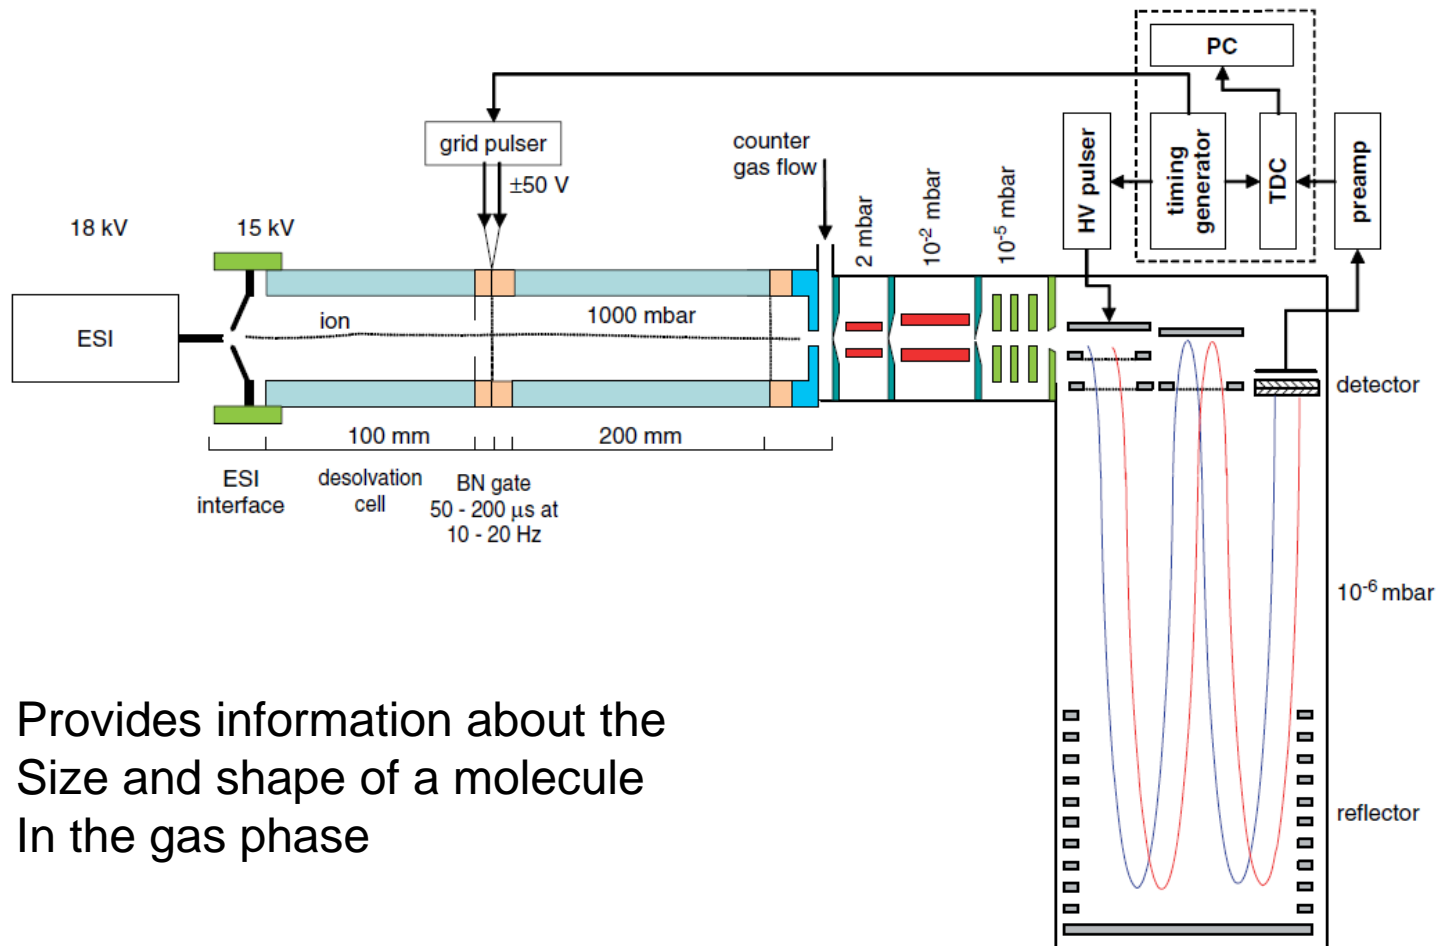 PC
grid pulser
±50 V
counter
gas flow
2 mbar
10⁻² mbar
10⁻⁵ mbar
HV pulser
timing
generator
TDC
preamp
18 kV
15 kV
ESI
ion
1000 mbar
detector
100 mm
200 mm
ESI
interface
desolvation
cell
BN gate
50 - 200 μs at
10 - 20 Hz
10⁻⁶ mbar
reflector
Provides information about the
Size and shape of a molecule
In the gas phase